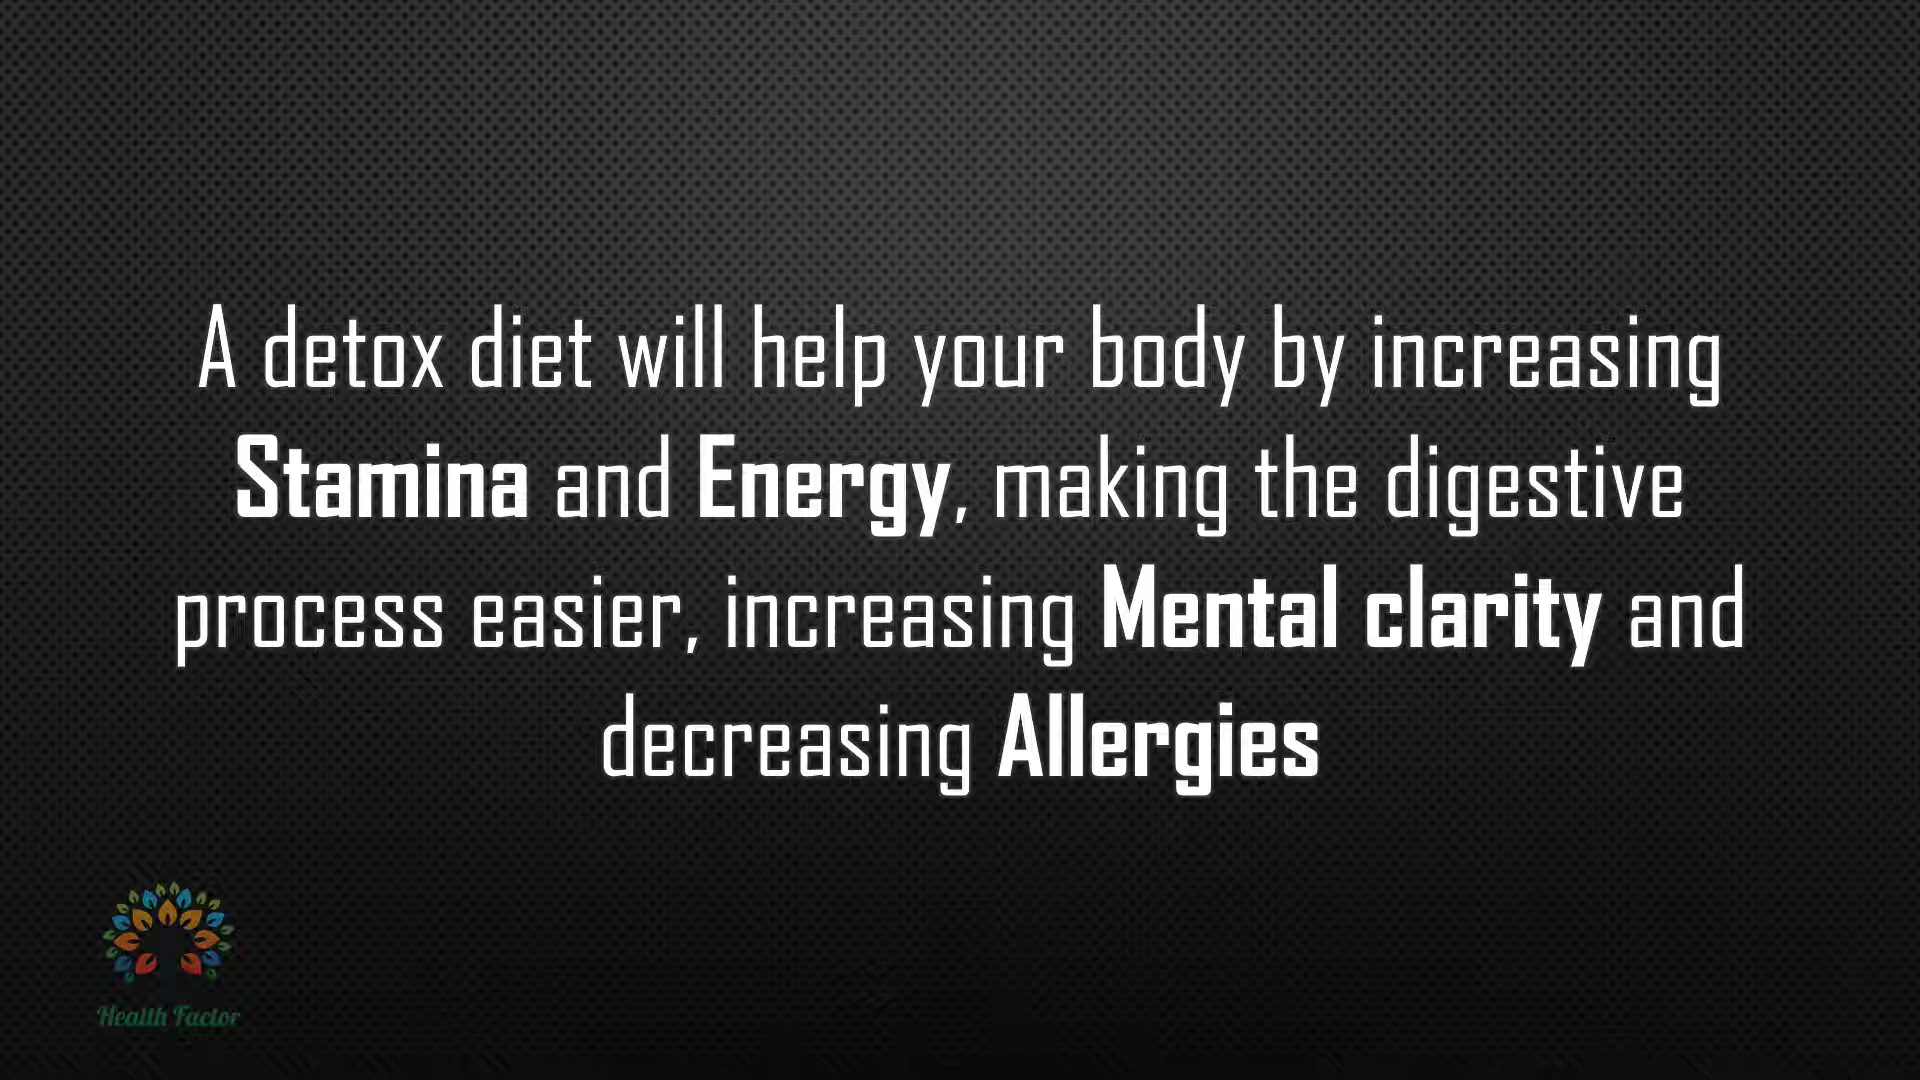 A detox diet will help your body by increasing
Stamina and Energy, making the digestive
process easier, increasing Mental clarity and
decreasing Allergies
Health Factor